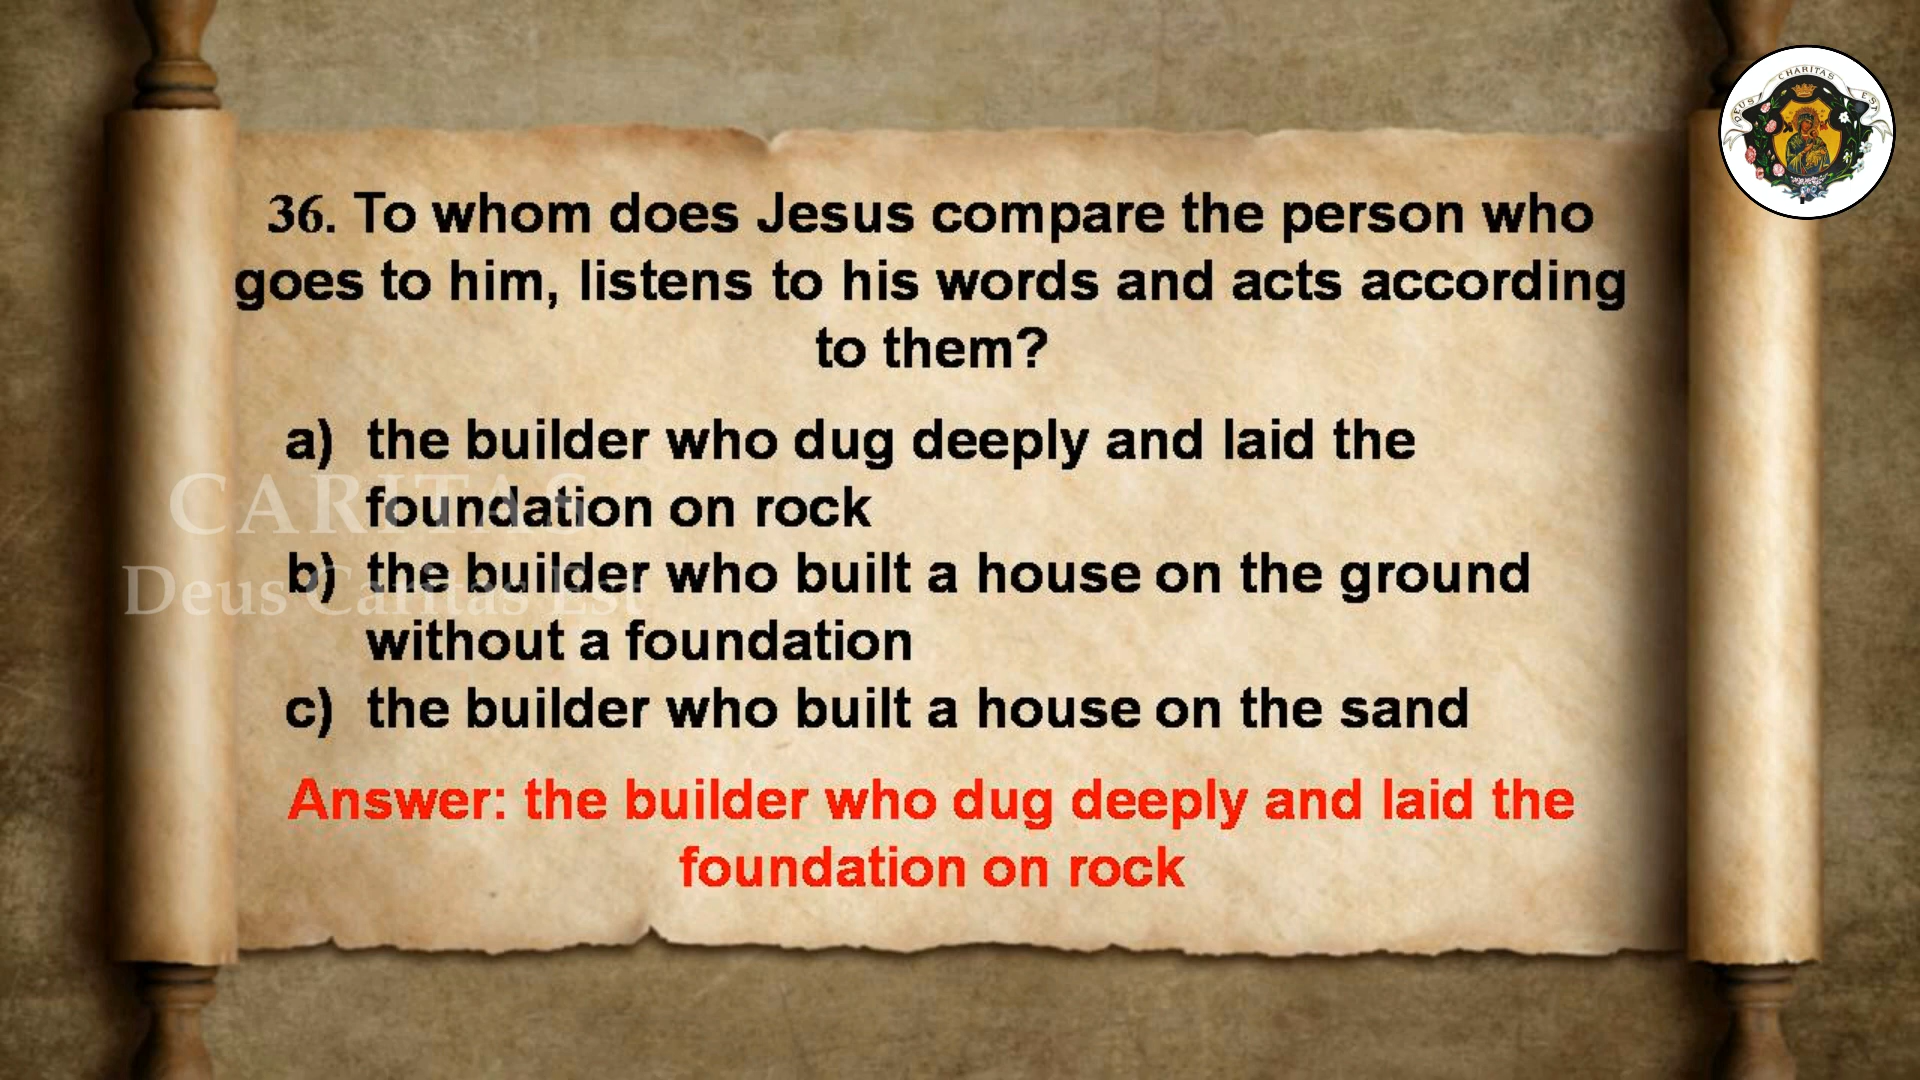 DEUS CHARITAS EST
36. To whom does Jesus compare the person who
goes to him, listens to his words and acts according
to them?
a) the builder who dug deeply and laid the
foundation on rock
b) the builder who built a house on the ground
without a foundation
c) the builder who built a house on the sand
CARITAS
Deus Caritas Est
Answer: the builder who dug deeply and laid the
foundation on rock